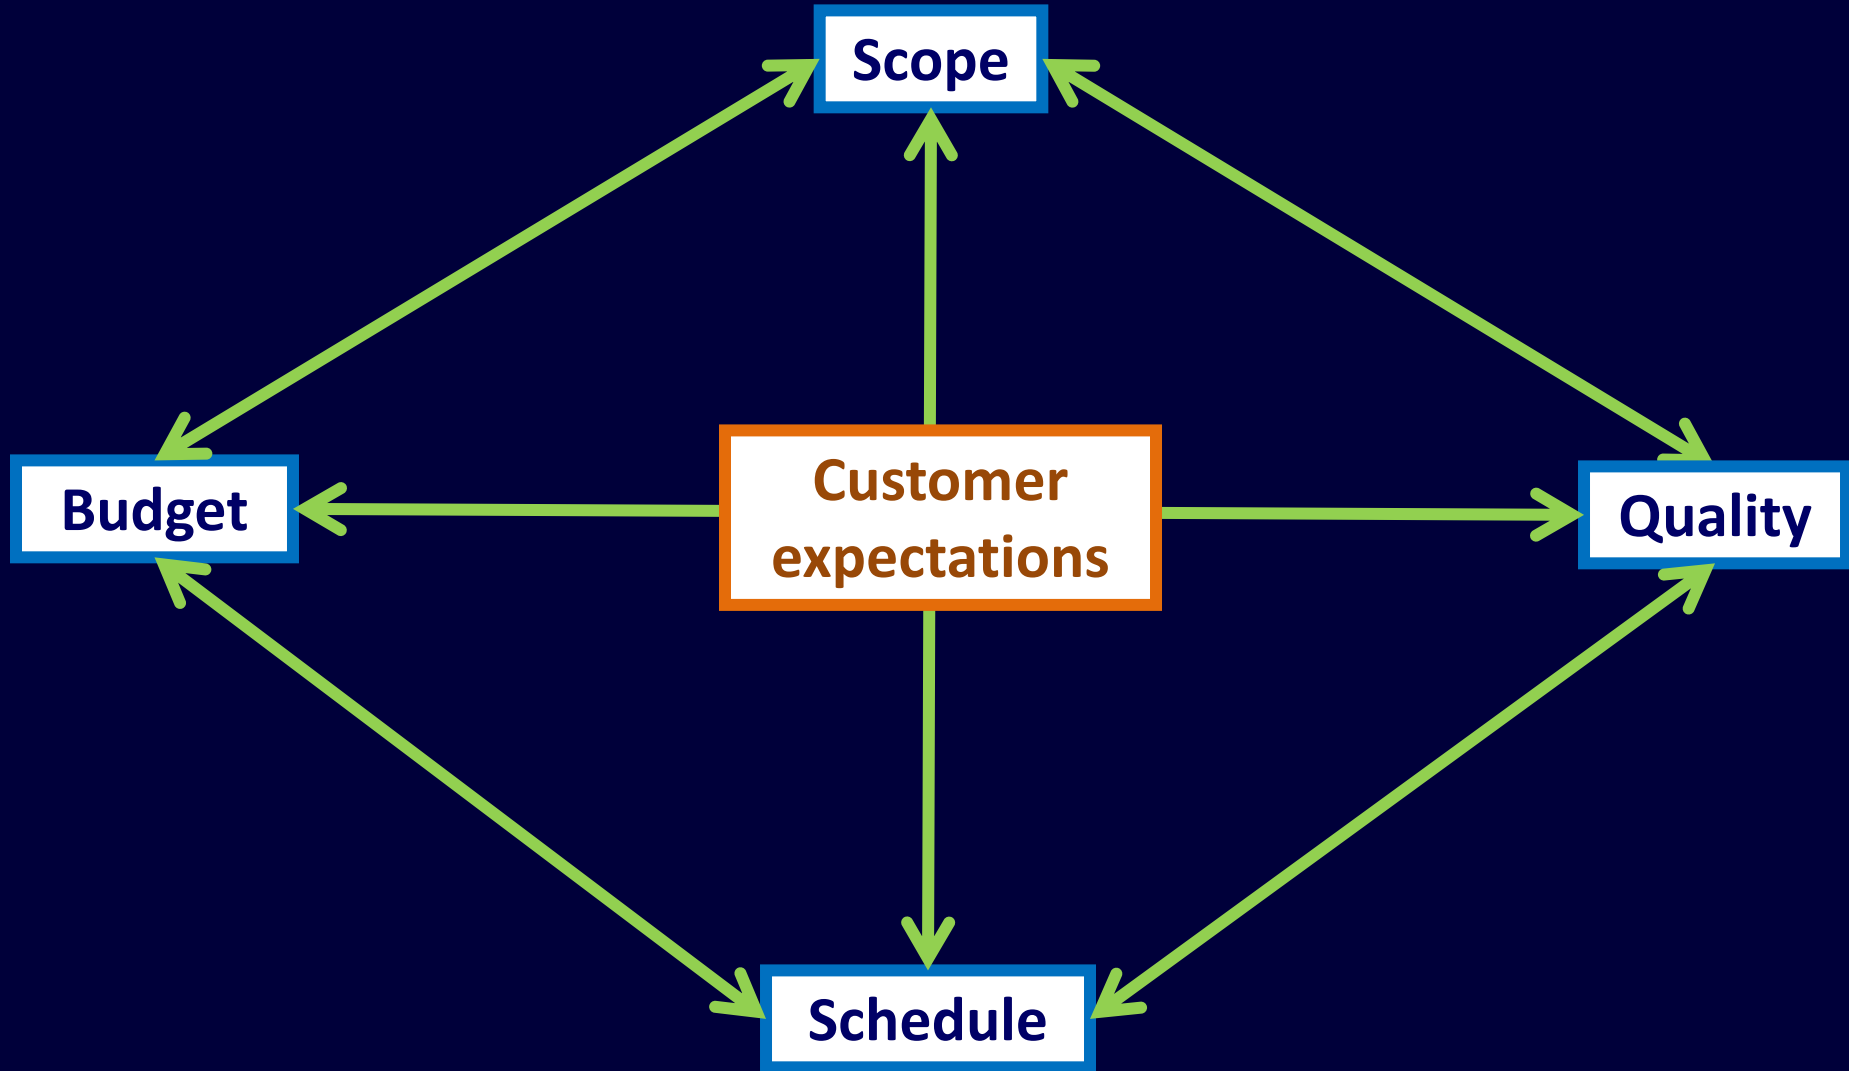 Scope
Budget
Customer
expectations
Quality
Schedule